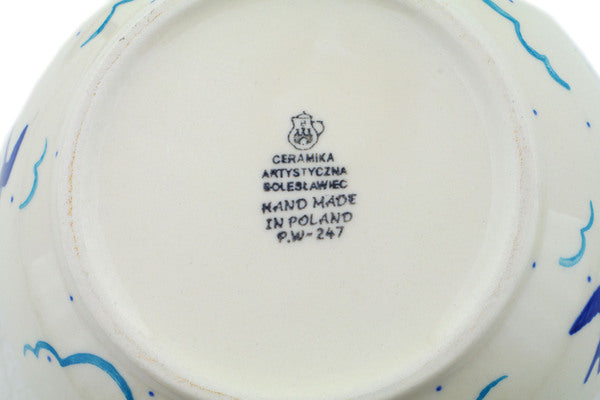 CERAMIKA
ARTYSTYCZNA
BOLESŁAWIEC
HAND MADE
IN POLAND
P.W-247